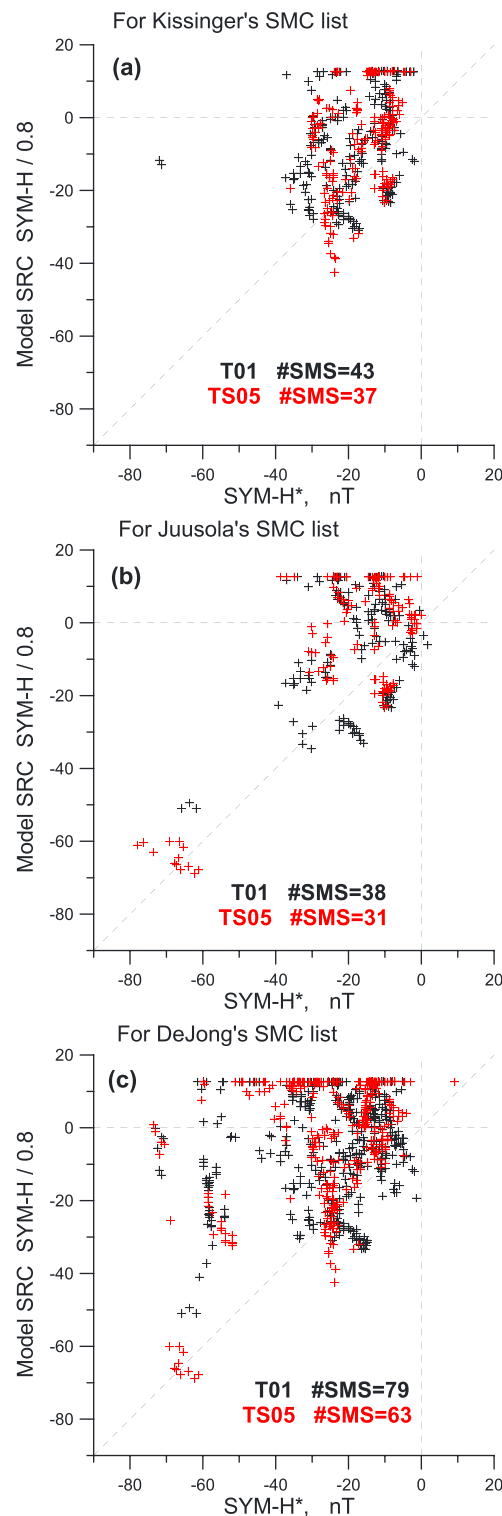 For Kissinger's SMC list
20
(a)
0
-20
-40
-60
-80
Model SRC SYM-H / 0.8
T01 #SMS=43
TS05 #SMS=37
-80 -60 -40 -20 0 20
SYM-H*, nT
For Juusola's SMC list
20
(b)
0
-20
-40
-60
-80
Model SRC SYM-H / 0.8
T01 #SMS=38
TS05 #SMS=31
-80 -60 -40 -20 0 20
SYM-H*, nT
For DeJong's SMC list
20
(c)
0
-20
-40
-60
-80
Model SRC SYM-H / 0.8
T01 #SMS=79
TS05 #SMS=63
-80 -60 -40 -20 0 20
SYM-H*, nT